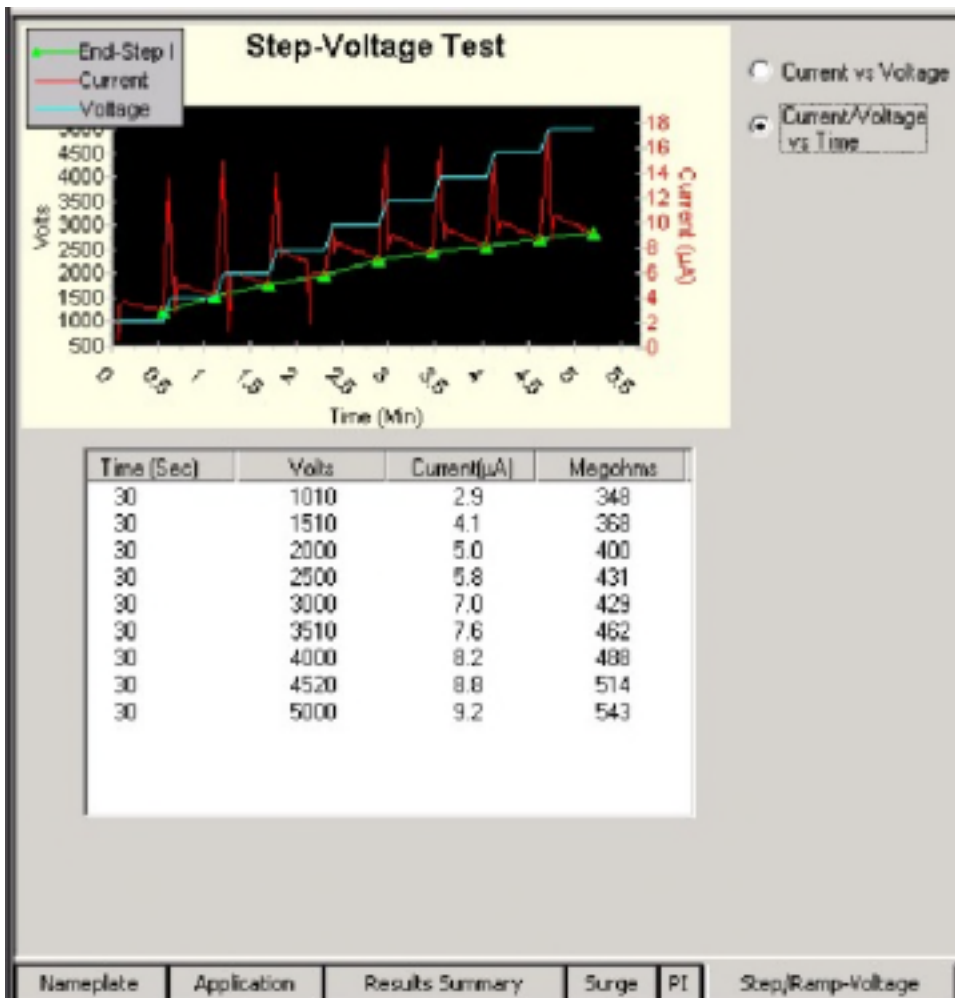 Step-Voltage Test
End-Step I
Current
Voltage
Current vs Voltage
Current/Voltage
vs Time
Volts
4500
4000
3500
3000
2500
2000
1500
1000
500
18
16
14
12
10
8
6
4
2
0
Current (µA)
0 0.5 1 1.5 2 2.5 3 3.5 4 4.5 5 5.5
Time (Min)
Time (Sec) Volts Current(µA) Megohms
30 1010 2.9 348
30 1510 4.1 368
30 2000 5.0 400
30 2500 5.8 431
30 3000 7.0 429
30 3510 7.6 462
30 4000 8.2 488
30 4520 8.8 514
30 5000 9.2 543
Nameplate Application Results Summary Surge PI Step/Ramp-Voltage